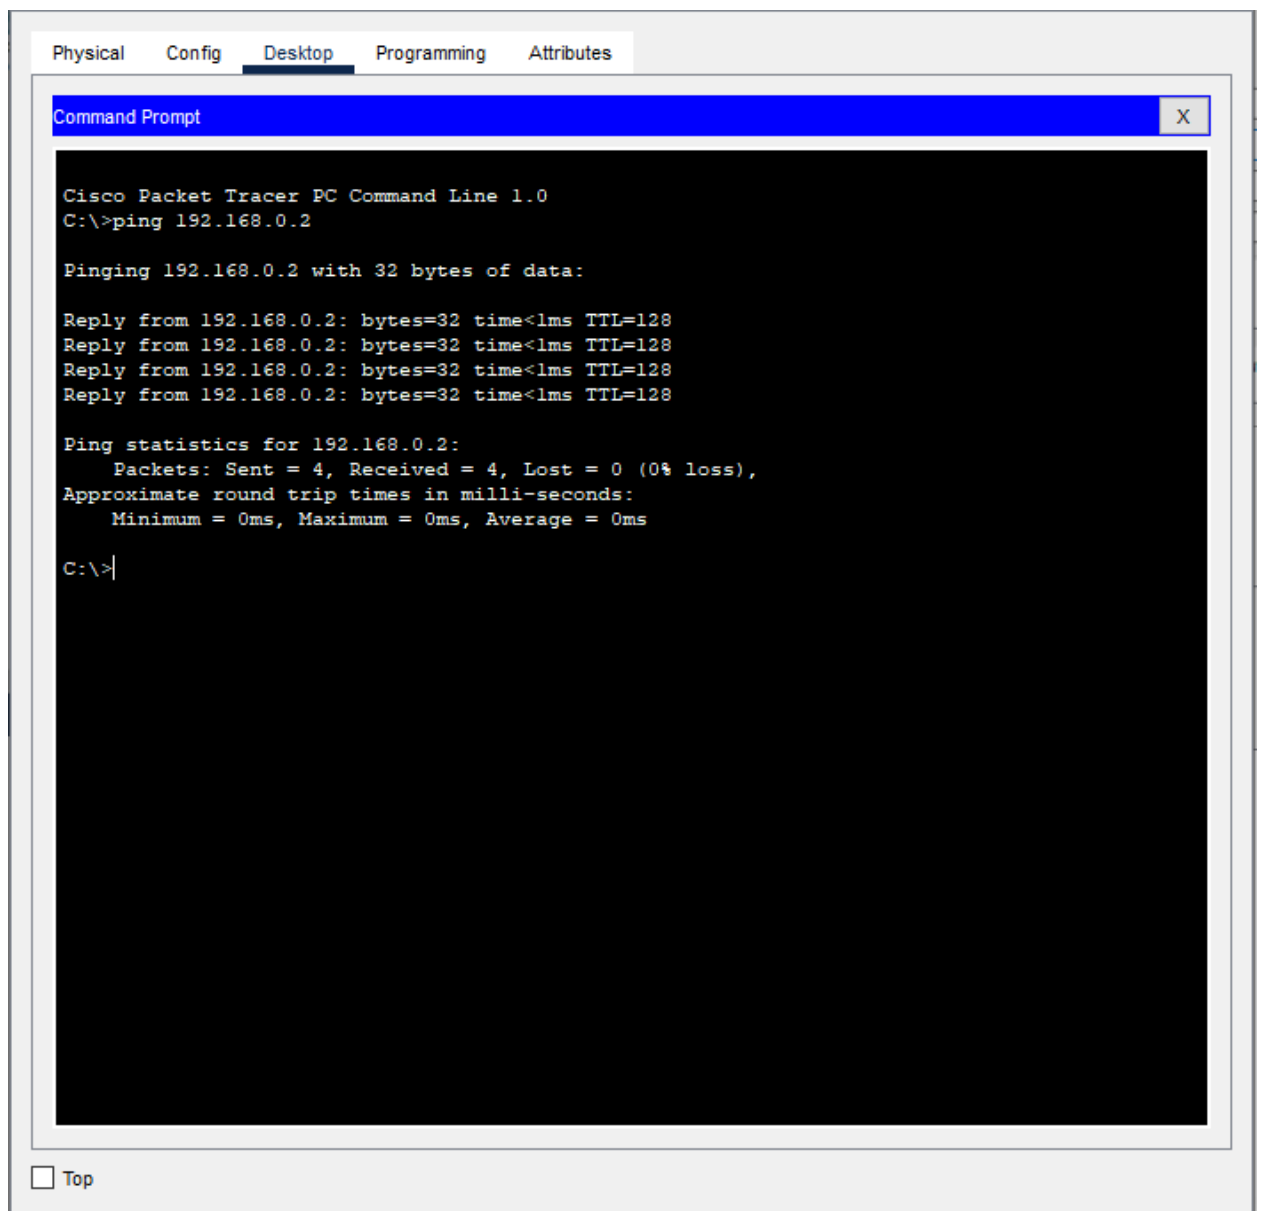 Physical Config Desktop Programming Attributes
Command Prompt X
Cisco Packet Tracer PC Command Line 1.0
C:\>ping 192.168.0.2
Pinging 192.168.0.2 with 32 bytes of data:
Reply from 192.168.0.2: bytes=32 time<1ms TTL=128
Reply from 192.168.0.2: bytes=32 time<1ms TTL=128
Reply from 192.168.0.2: bytes=32 time<1ms TTL=128
Reply from 192.168.0.2: bytes=32 time<1ms TTL=128
Ping statistics for 192.168.0.2:
Packets: Sent = 4, Received = 4, Lost = 0 (0% loss),
Approximate round trip times in milli-seconds:
Minimum = 0ms, Maximum = 0ms, Average = 0ms
C:\>
Top